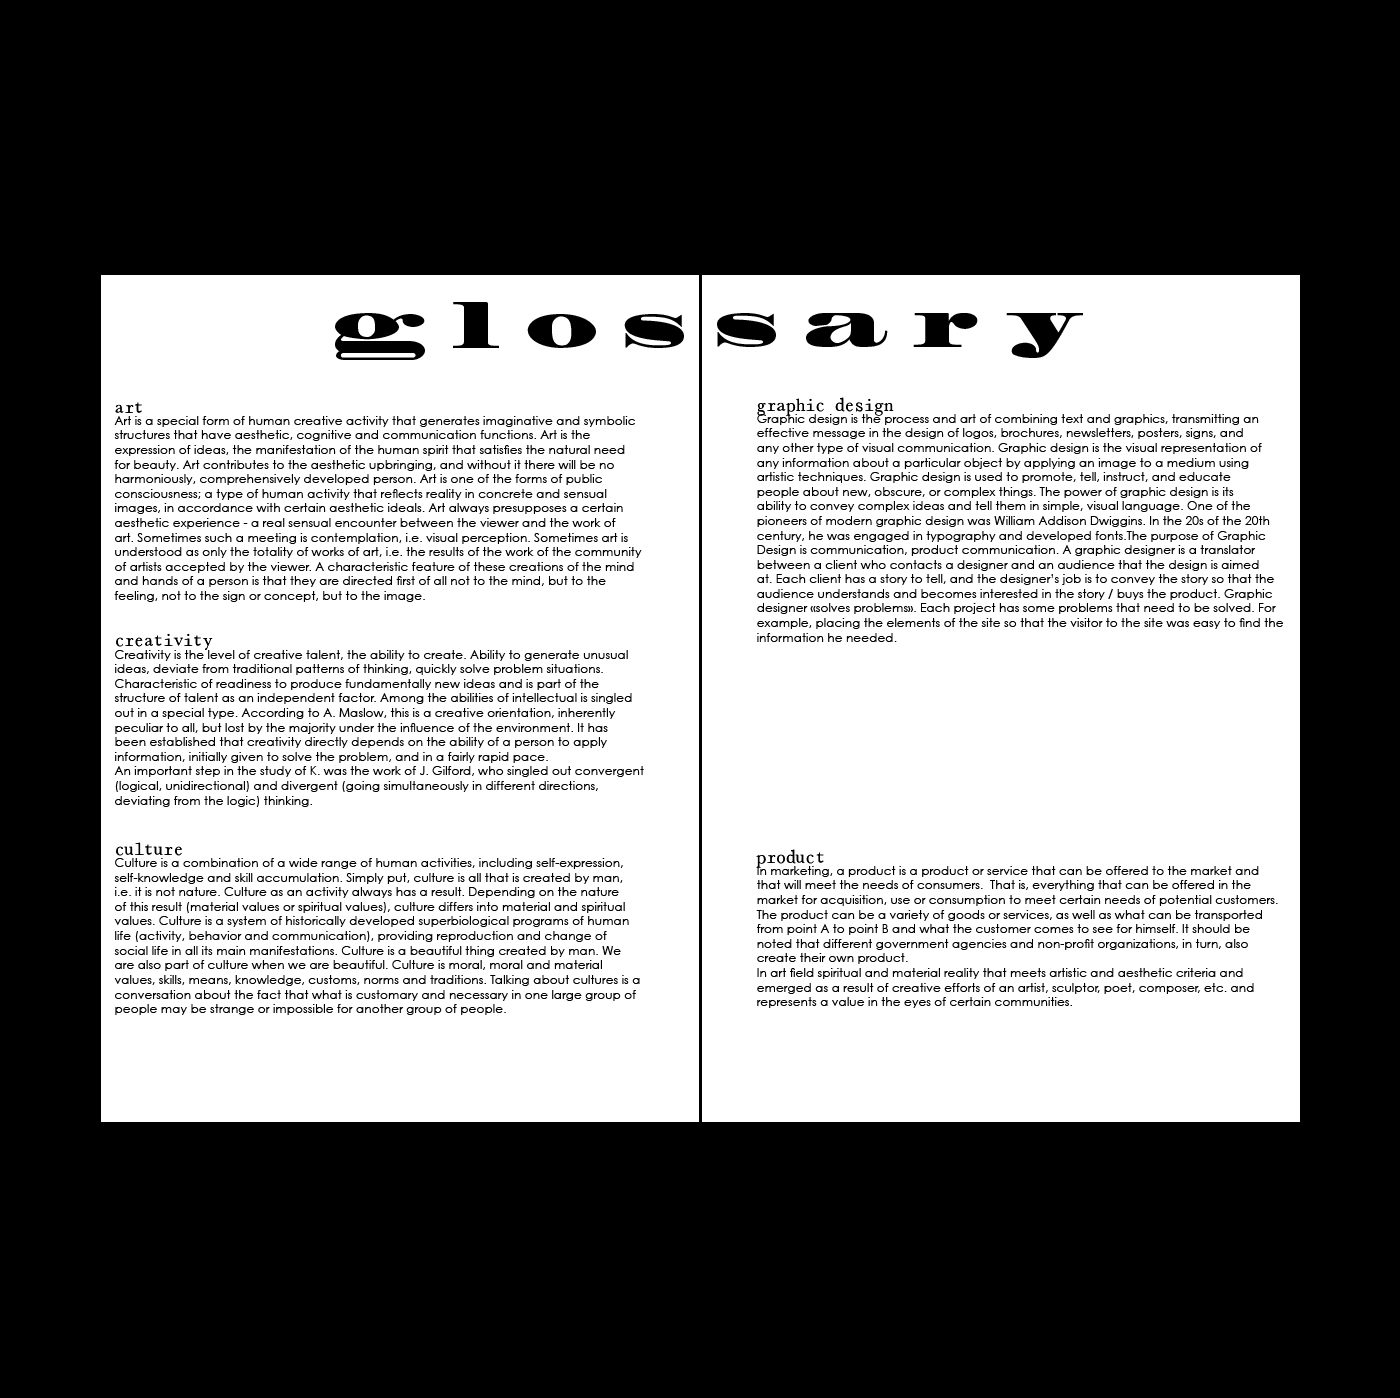 glossary
art
Art is a special form of human creative activity that generates imaginative and symbolic
structures that have aesthetic, cognitive and communication functions. Art is the
expression of ideas, the manifestation of the human spirit that satisfies the natural need
for beauty. Art contributes to the aesthetic upbringing, and without it there will be no
harmoniously, comprehensively developed person. Art is one of the forms of public
consciousness; a type of human activity that reflects reality in concrete and sensual
images, in accordance with certain aesthetic ideals. Art always presupposes a certain
aesthetic experience - a real sensual encounter between the viewer and the work of
art. Sometimes such a meeting is contemplation, i.e. visual perception. Sometimes art is
understood as only the totality of works of art, i.e. the results of the work of the community
of artists accepted by the viewer. A characteristic feature of these creations of the mind
and hands of a person is that they are directed first of all not to the mind, but to the
feeling, not to the sign or concept, but to the image.
creativity
Creativity is the level of creative talent, the ability to create. Ability to generate unusual
ideas, deviate from traditional patterns of thinking, quickly solve problem situations.
Characteristic of readiness to produce fundamentally new ideas and is part of the
structure of talent as an independent factor. Among the abilities of intellectual is singled
out in a special type. According to A. Maslow, this is a creative orientation, inherently
peculiar to all, but lost by the majority under the influence of the environment. It has
been established that creativity directly depends on the ability of a person to apply
information, initially given to solve the problem, and in a fairly rapid pace.
An important step in the study of K. was the work of J. Gilford, who singled out convergent
(logical, unidirectional) and divergent (going simultaneously in different directions,
deviating from the logic) thinking.
culture
Culture is a combination of a wide range of human activities, including self-expression,
self-knowledge and skill accumulation. Simply put, culture is all that is created by man,
i.e. it is not nature. Culture as an activity always has a result. Depending on the nature
of this result (material values or spiritual values), culture differs into material and spiritual
values. Culture is a system of historically developed superbiological programs of human
life (activity, behavior and communication), providing reproduction and change of
social life in all its main manifestations. Culture is a beautiful thing created by man. We
are also part of culture when we are beautiful. Culture is moral, moral and material
values, skills, means, knowledge, customs, norms and traditions. Talking about cultures is a
conversation about the fact that what is customary and necessary in one large group of
people may be strange or impossible for another group of people.
graphic design
Graphic design is the process and art of combining text and graphics, transmitting an
effective message in the design of logos, brochures, newsletters, posters, signs, and
any other type of visual communication. Graphic design is the visual representation of
any information about a particular object by applying an image to a medium using
artistic techniques. Graphic design is used to promote, tell, instruct, and educate
people about new, obscure, or complex things. The power of graphic design is its
ability to convey complex ideas and tell them in simple, visual language. One of the
pioneers of modern graphic design was William Addison Dwiggins. In the 20s of the 20th
century, he was engaged in typography and developed fonts.The purpose of Graphic
Design is communication, product communication. A graphic designer is a translator
between a client who contacts a designer and an audience that the design is aimed
at. Each client has a story to tell, and the designer's job is to convey the story so that the
audience understands and becomes interested in the story / buys the product. Graphic
designer «solves problems». Each project has some problems that need to be solved. For
example, placing the elements of the site so that the visitor to the site was easy to find the
information he needed.
product
In marketing, a product is a product or service that can be offered to the market and
that will meet the needs of consumers.  That is, everything that can be offered in the
market for acquisition, use or consumption to meet certain needs of potential customers.
The product can be a variety of goods or services, as well as what can be transported
from point A to point B and what the customer comes to see for himself. It should be
noted that different government agencies and non-profit organizations, in turn, also
create their own product.
In art field spiritual and material reality that meets artistic and aesthetic criteria and
emerged as a result of creative efforts of an artist, sculptor, poet, composer, etc. and
represents a value in the eyes of certain communities.